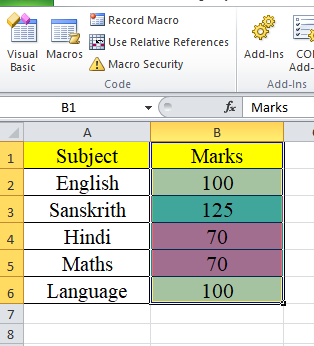 Visual Basic
Macros
Record Macro
Use Relative References
Macro Security
Code
Add-Ins
Add-Ins
B1
fx
Marks
A B
1 Subject Marks
2 English 100
3 Sanskrith 125
4 Hindi 70
5 Maths 70
6 Language 100
7
8